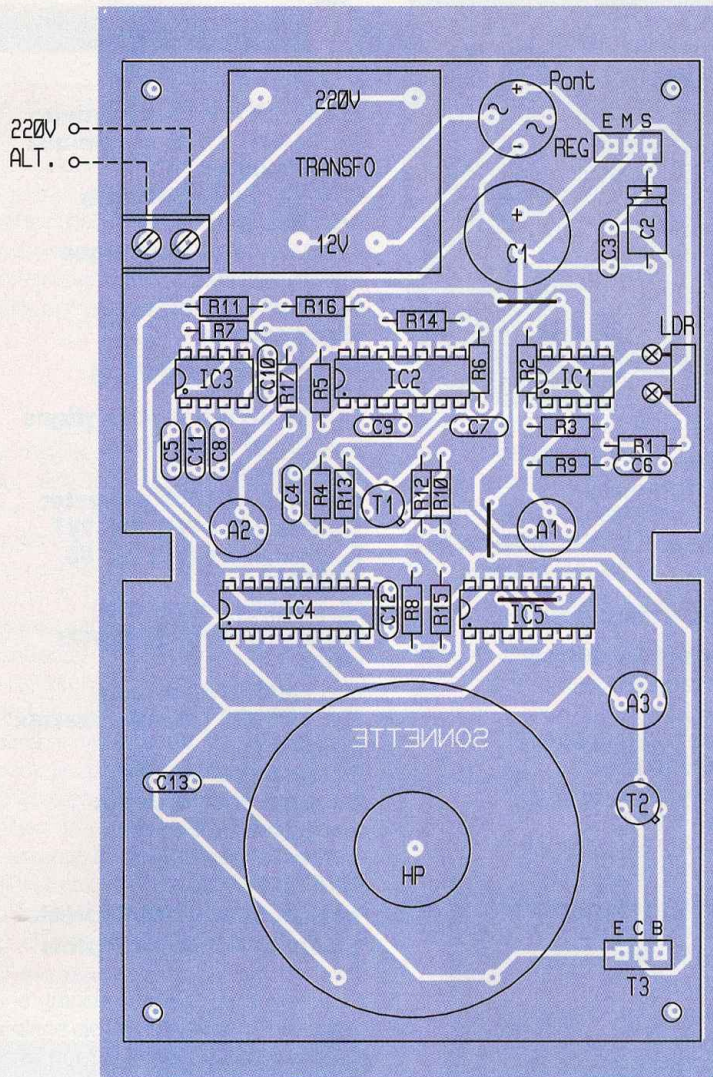 220V
Pont
+
~
~
-
E M S
REG
220V
ALT.
TRANSFO
+
12V
C1
C3
C2
R11
R16
R7
R14
LDR
IC3
C10
R17
R5
IC2
R6
R2
IC1
C9
C7
R3
R1
C5
C11
C8
R9
C6
C4
R4
R13
T1
R12
R10
A2
A1
IC4
C12
R8
R15
IC5
A3
SONNETTE
C13
T2
HP
E C B
T3